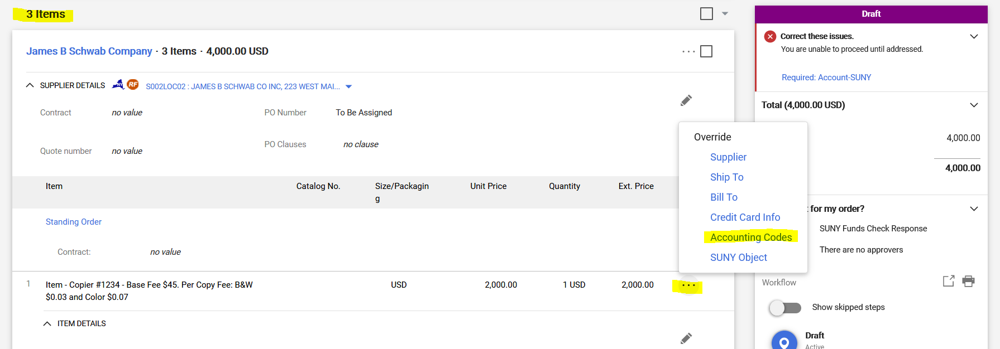 3 Items
James B Schwab Company · 3 Items · 4,000.00 USD
SUPPLIER DETAILS NY RF S002LOC02 : JAMES B SCHWAB CO INC, 223 WEST MAI...
Contract no value PO Number To Be Assigned
Quote number no value PO Clauses no clause
Item Catalog No. Size/Packagin
g Unit Price Quantity Ext. Price
Standing Order
Contract: no value
1 Item - Copier #1234 - Base Fee $45. Per Copy Fee: B&W USD 2,000.00 1 USD 2,000.00 ...
$0.03 and Color $0.07
ITEM DETAILS
Override
Supplier
Ship To
Bill To
Credit Card Info
Accounting Codes
SUNY Object
Draft
Correct these issues.
You are unable to proceed until addressed.
Required: Account-SUNY
Total (4,000.00 USD)
4,000.00
4,000.00
for my order?
SUNY Funds Check Response
There are no approvers
Workflow
Show skipped steps
Draft
Active